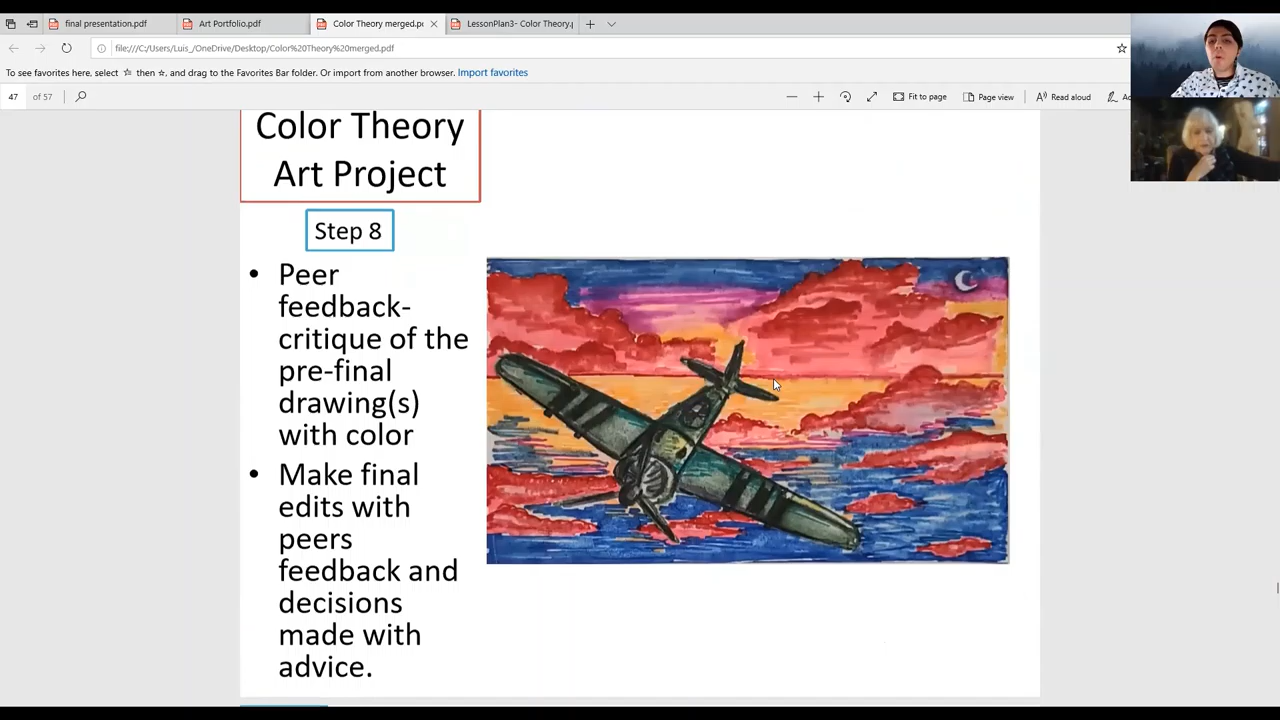 final presentation.pdf
Art Portfolio.pdf
Color Theory merged.pd
LessonPlan3- Color Theory.p
file:///C:/Users/Luis_/OneDrive/Desktop/Color%20Theory%20merged.pdf
To see favorites here, select ☆ then ☆, and drag to the Favorites Bar folder. Or import from another browser. Import favorites
47 of 57
Fit to page
Page view
Read aloud
Color Theory
Art Project
Step 8
• Peer
feedback-
critique of the
pre-final
drawing(s)
with color
• Make final
edits with
peers
feedback and
decisions
made with
advice.